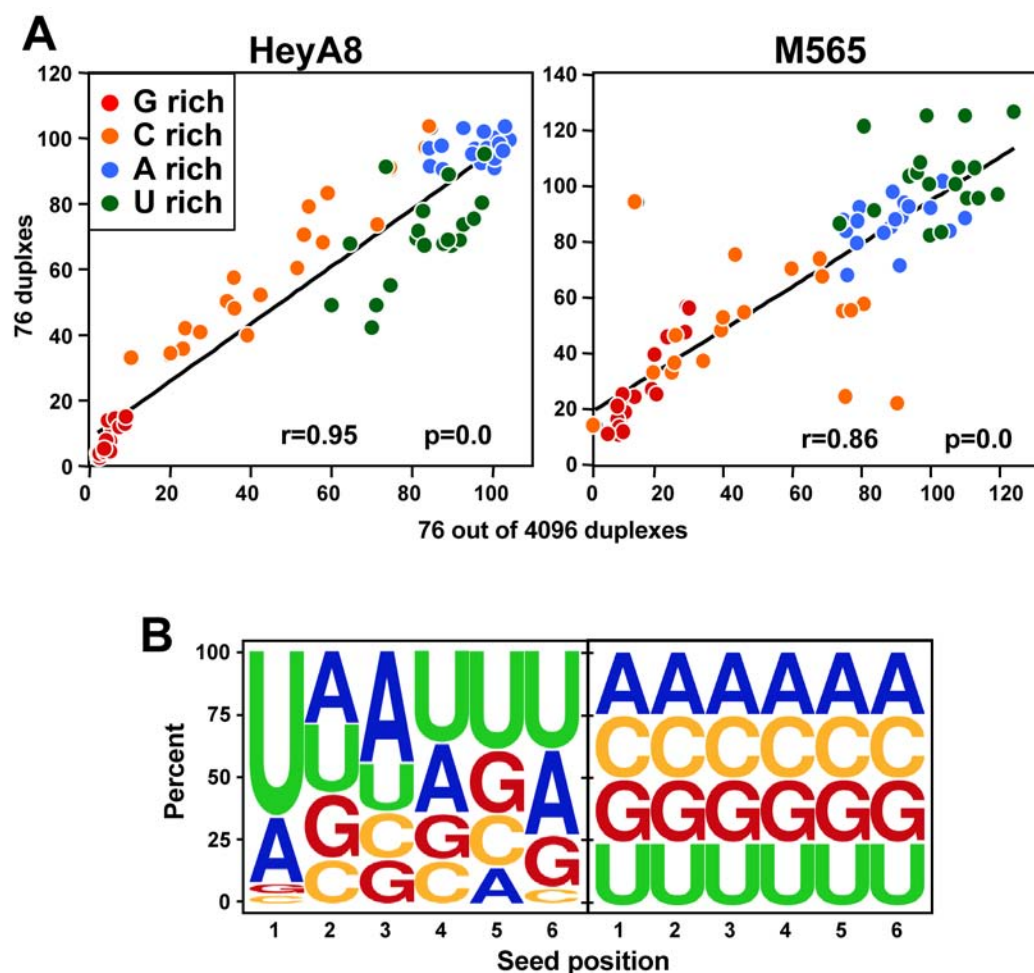 A
HeyA8
M565
G rich
C rich
A rich
U rich
76 duplxes
120
100
80
60
40
20
0
r=0.95 p=0.0
0 20 40 60 80 100
140
120
100
80
60
40
20
0
r=0.86 p=0.0
0 20 40 60 80 100 120
76 out of 4096 duplexes
B
Percent
100
75
50
25
0
U A A U U U
A U U A G A
G G C G C G
C C G C A C
A A A A A A
C C C C C C
G G G G G G
U U U U U U
1 2 3 4 5 6 1 2 3 4 5 6
Seed position